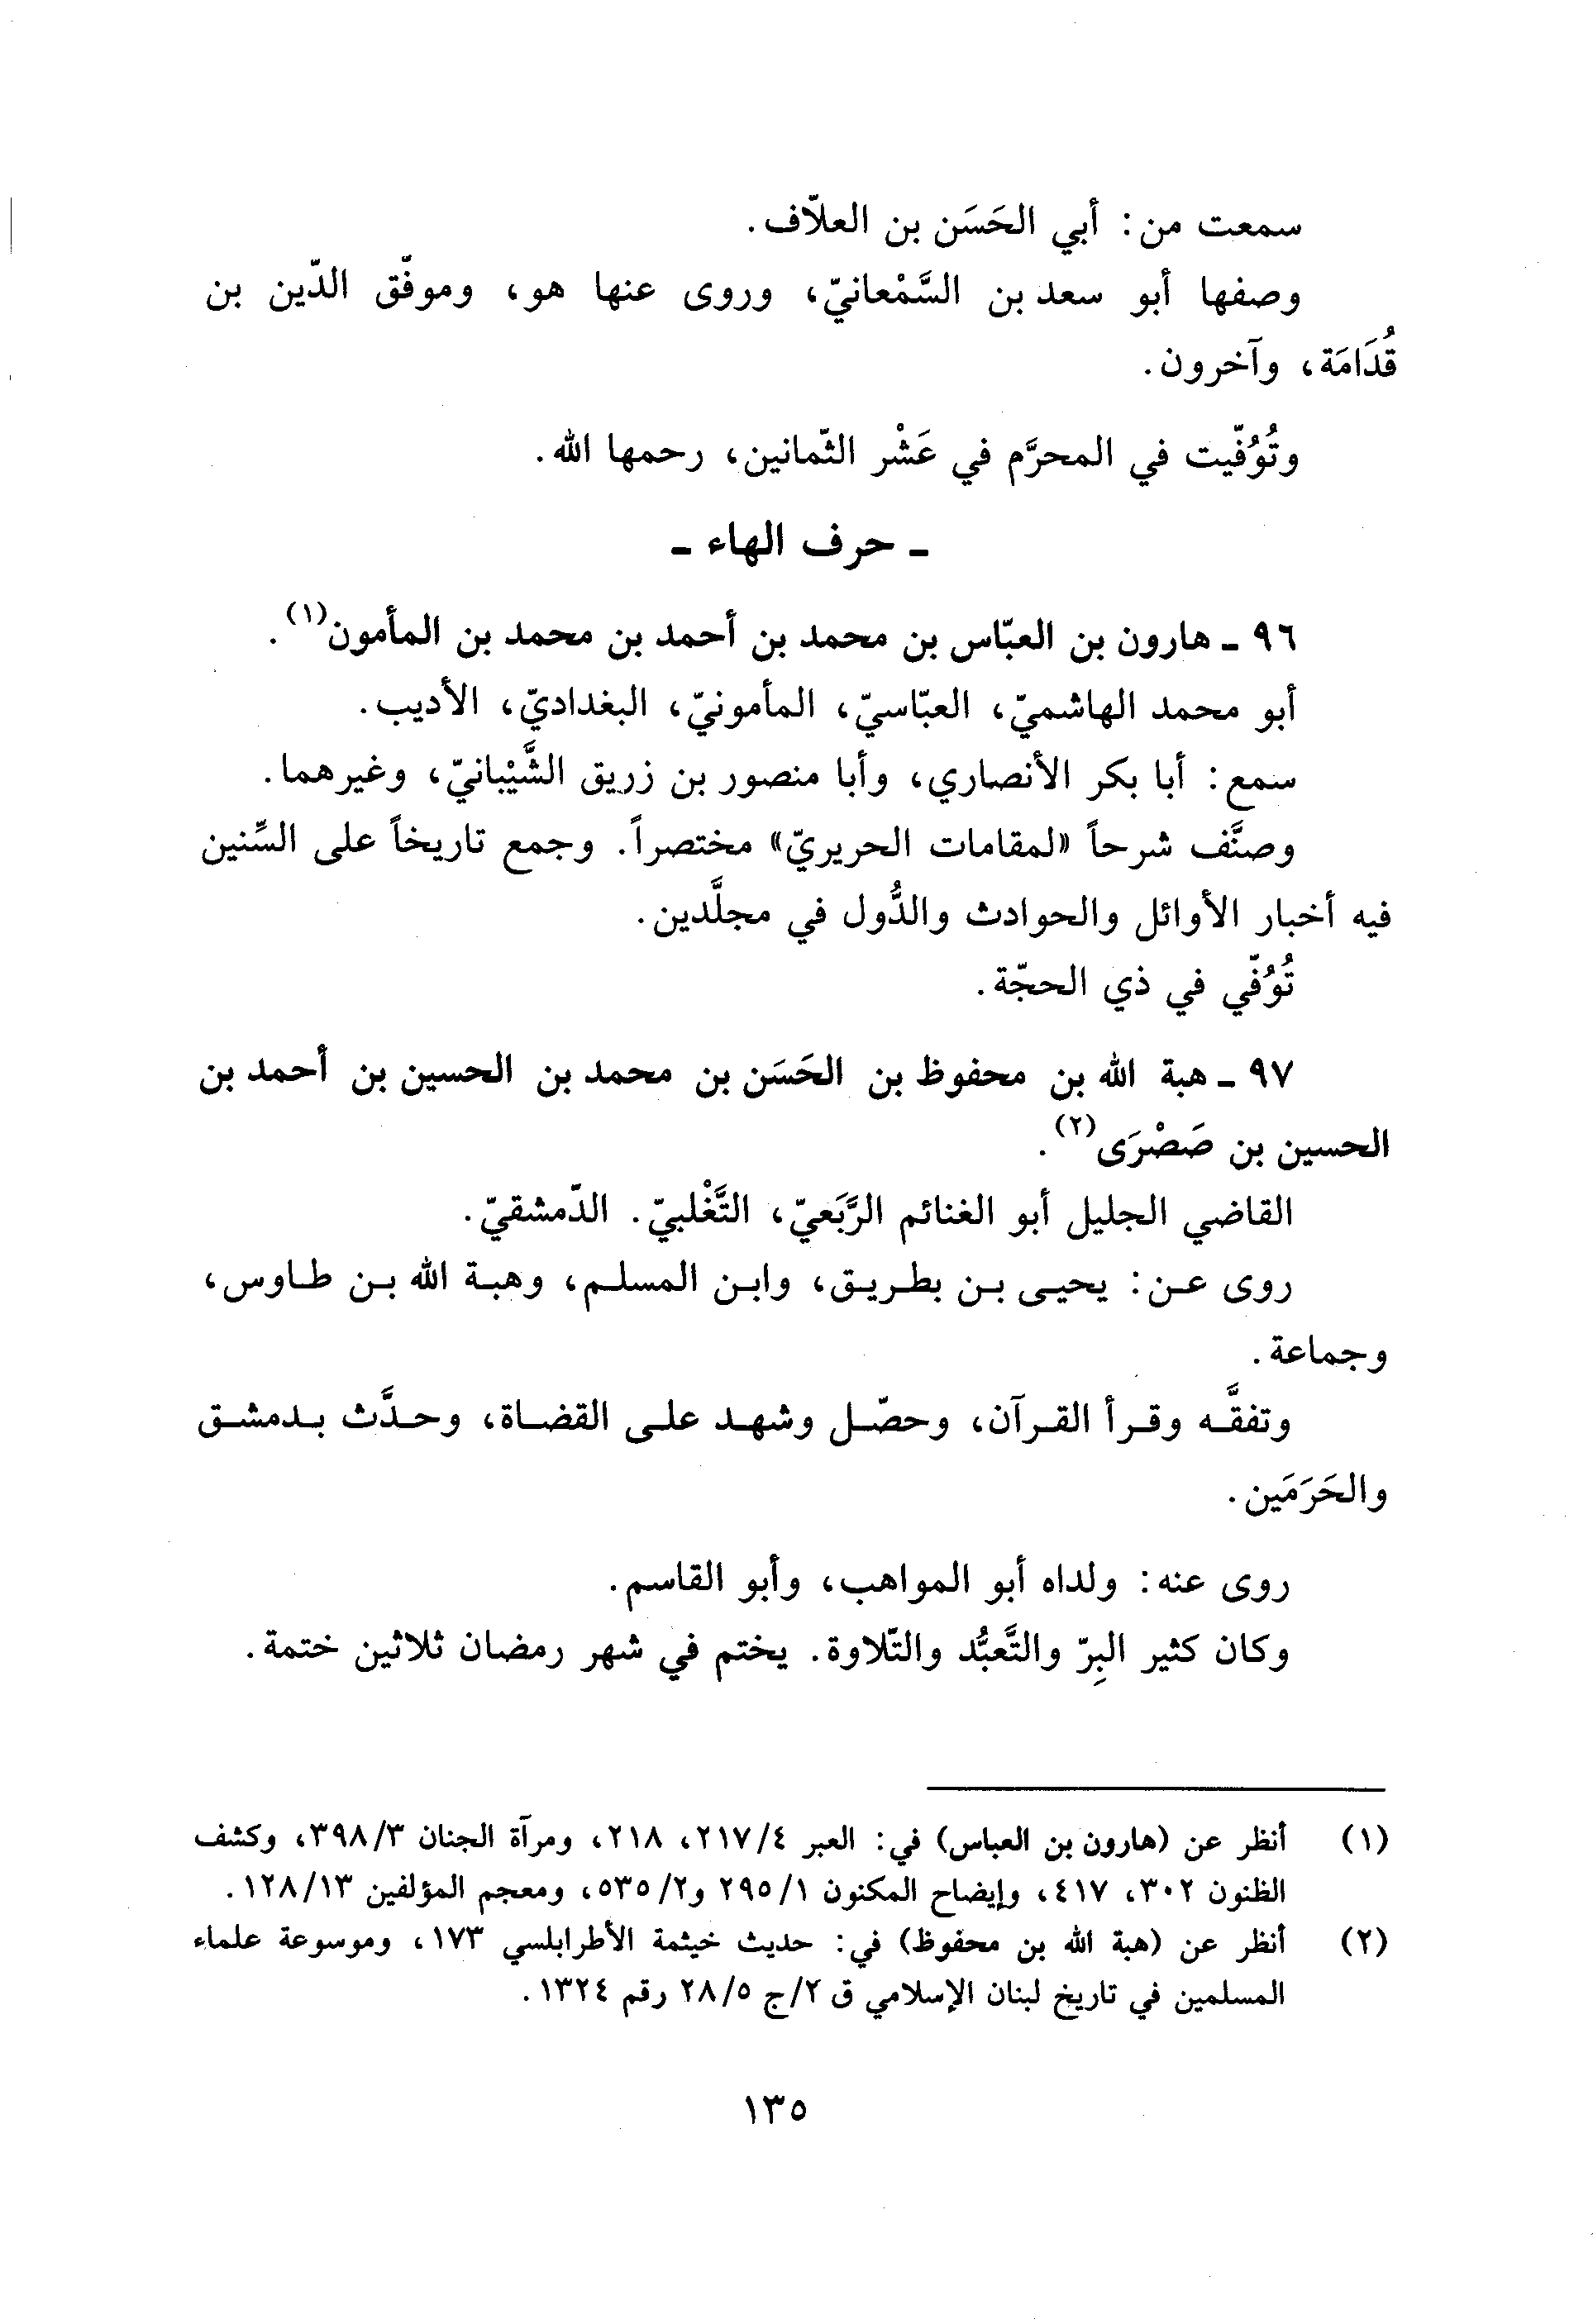 سمعت من: أبي الحَسَن بن العلاّف.
وصفها أبو سعد بن السَّمْعانيّ، وروى عنها هو، وموفّق الدّين بن
قُدَامَة، وآخرون.
وتُوُفّيت في المحرَّم في عَشْر الثّمانين، رحمها الله.
ـ حرف الهاء ـ
٩٦ ـ هارون بن العبّاس بن محمد بن أحمد بن محمد بن المأمون(١).
أبو محمد الهاشميّ، العبّاسيّ، المأمونيّ، البغداديّ، الأديب.
سمع: أبا بكر الأنصاري، وأبا منصور بن زريق الشَّيْبانيّ، وغيرهما.
وصنَّف شرحاً «لمقامات الحريريّ» مختصراً. وجمع تاريخاً على السِّنين
فيه أخبار الأوائل والحوادث والدُّول في مجلَّدين.
تُوُفّي في ذي الحجّة.
٩٧ ـ هبة الله بن محفوظ بن الحَسَن بن محمد بن الحسين بن أحمد بن
الحسين بن صَصْرَى(٢).
القاضي الجليل أبو الغنائم الرَّبَعيّ، التَّغْلبيّ. الدّمشقيّ.
روى عن: يحيى بن بطريق، وابن المسلم، وهبة الله بن طاوس،
وجماعة.
وتفقَّه وقرأ القرآن، وحصّل وشهد على القضاة، وحدَّث بدمشق
والحَرَمَين.
روى عنه: ولداه أبو المواهب، وأبو القاسم.
وكان كثير البِرّ والتَّعبُّد والتّلاوة. يختم في شهر رمضان ثلاثين ختمة.
(١) أنظر عن (هارون بن العباس) في: العبر ٢١٧/٤، ٢١٨، ومرآة الجنان ٣٩٨/٣، وكشف
الظنون ٣٠٢، ٤١٧، وإيضاح المكنون ٢٩٥/١ و٥٣٥/٢، ومعجم المؤلفين ١٢٨/١٣.
(٢) أنظر عن (هبة الله بن محفوظ) في: حديث خيثمة الأطرابلسي ١٧٣، وموسوعة علماء
المسلمين في تاريخ لبنان الإسلامي ق ٢/ج ٢٨/٥ رقم ١٣٢٤.
١٣٥